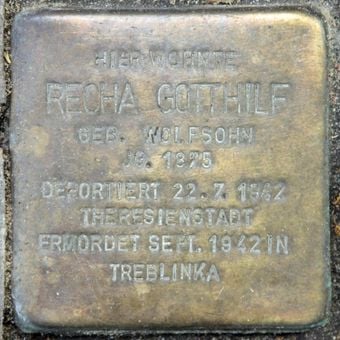 HIER WOHNTE
RECHA GOTTHILF
GEB. WOLFSOHN
JG. 1875
DEPORTIERT 22.7.1942
THERESIENSTADT
ERMORDET SEPT. 1942 IN
TREBLINKA